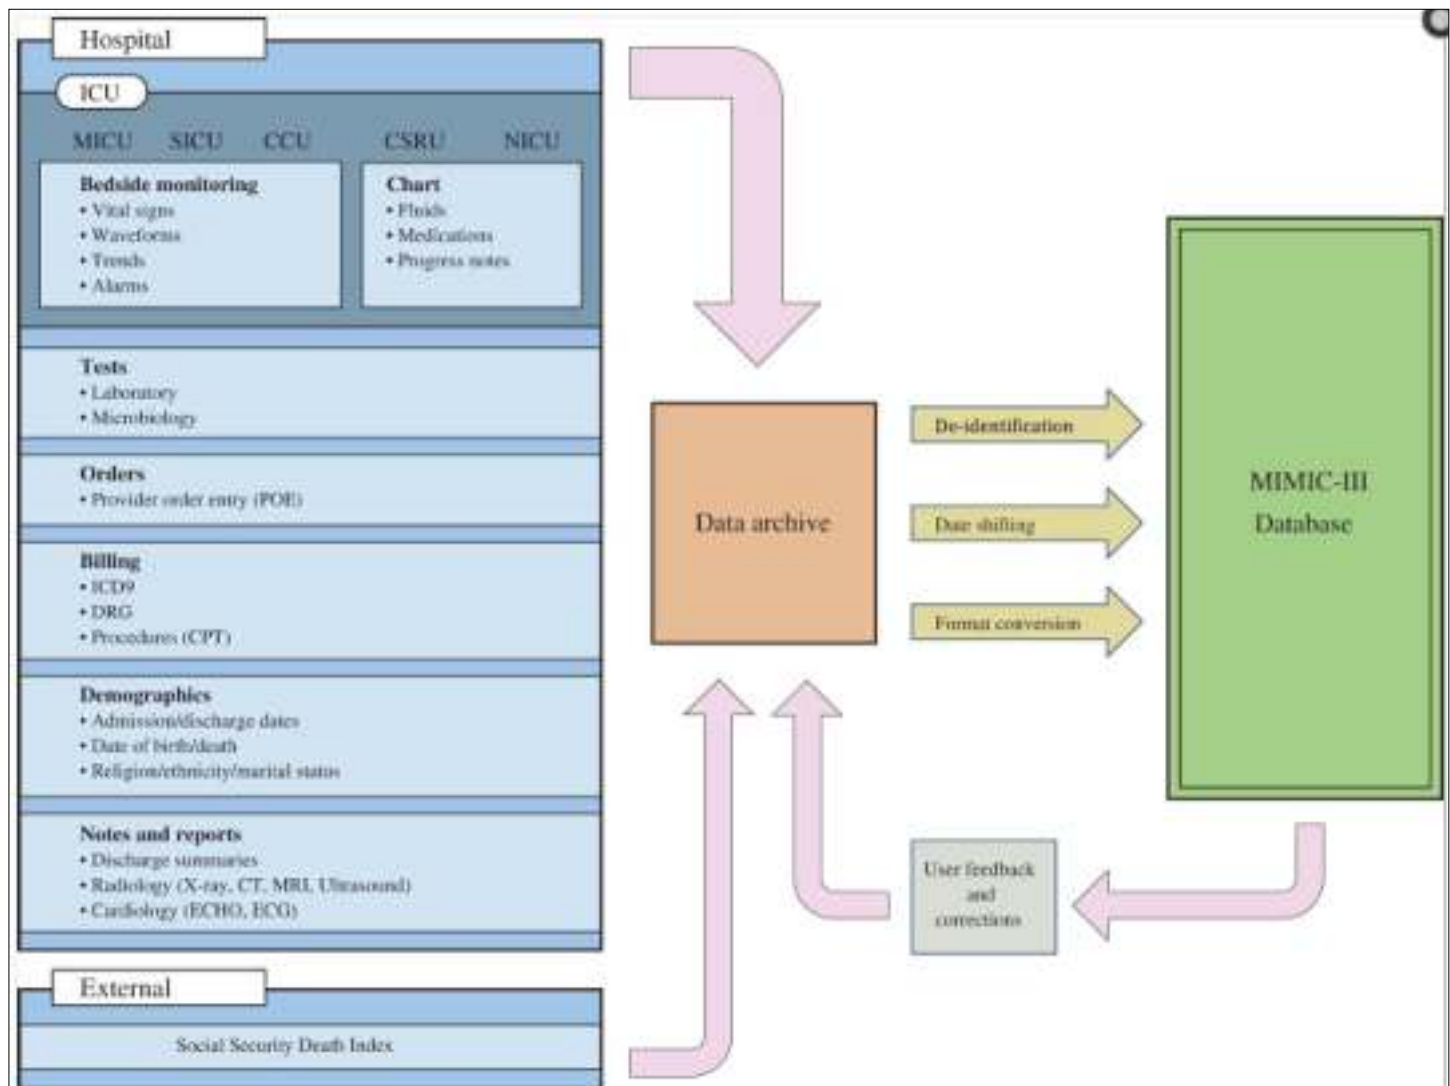 Hospital
ICU
MICU SICU CCU CSRU NICU
Bedside monitoring
• Vital signs
• Waveforms
• Trends
• Alarms
Chart
• Fluids
• Medications
• Progress notes
Tests
• Laboratory
• Microbiology
Orders
• Provider order entry (POE)
Billing
• ICD9
• DRG
• Procedures (CPT)
Demographics
• Admission/discharge dates
• Date of birth/death
• Religion/ethnicity/marital status
Notes and reports
• Discharge summaries
• Radiology (X-ray, CT, MRI, Ultrasound)
• Cardiology (ECHO, ECG)
External
Social Security Death Index
Data archive
De-identification
Date shifting
Format conversion
MIMIC-III
Database
User feedback
and
corrections